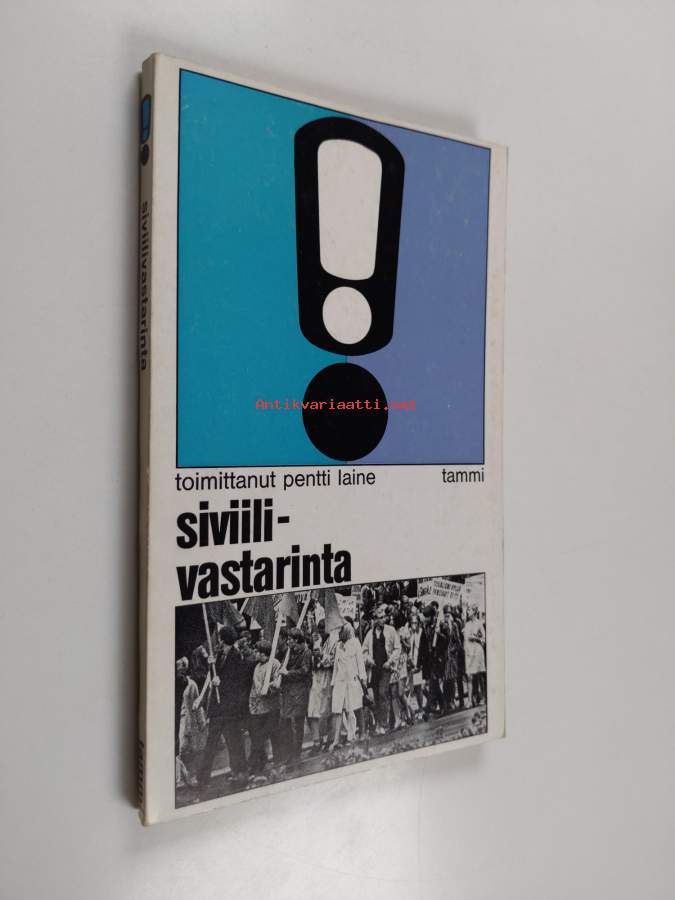 Antikvariaatti.net
toimittanut pentti laine tammi
siviili-
vastarinta
siviilivastarinta
tammi